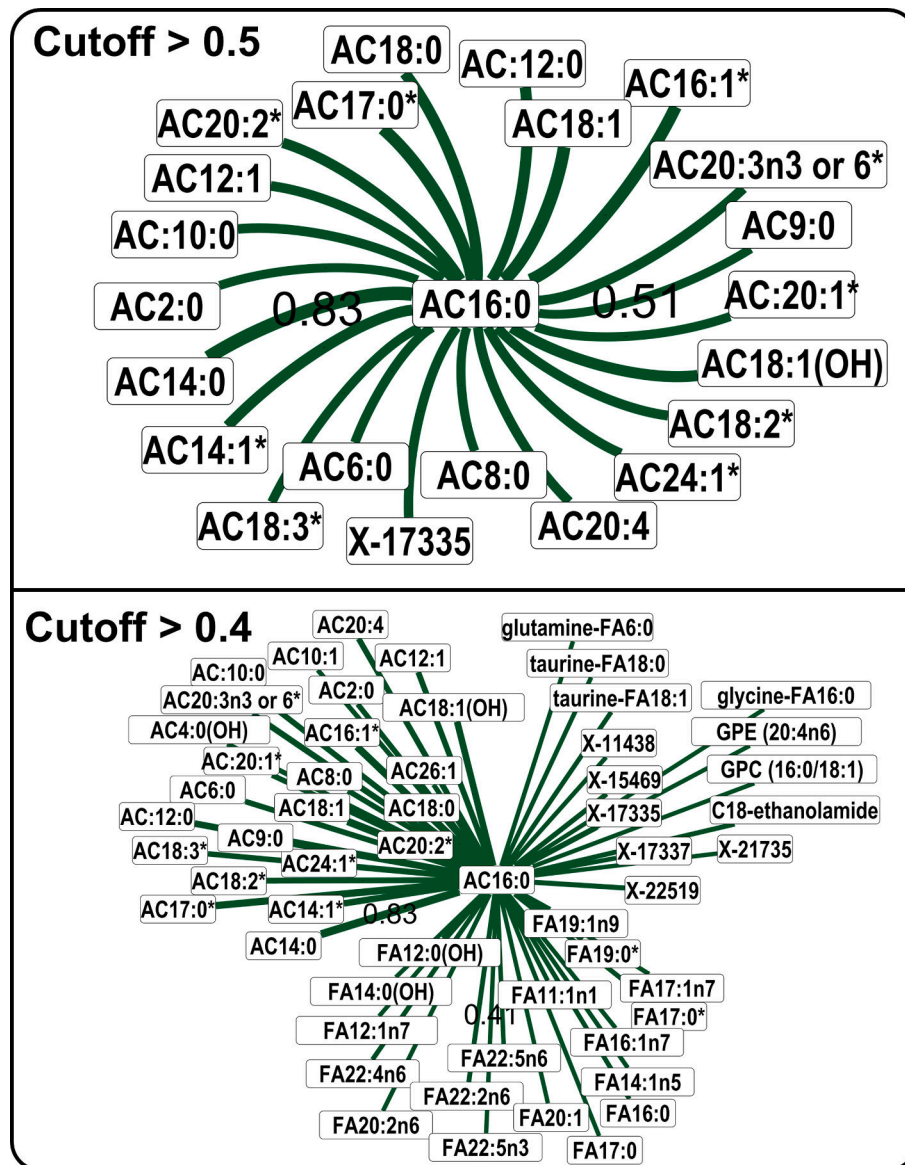 Cutoff > 0.5
AC18:0
AC:12:0
AC16:1*
AC17:0*
AC20:2*
AC18:1
AC20:3n3 or 6*
AC12:1
AC:10:0
AC9:0
AC2:0
0.83
AC16:0
0.51
AC:20:1*
AC14:0
AC18:1(OH)
AC14:1*
AC18:2*
AC6:0
AC8:0
AC24:1*
AC18:3*
X-17335
AC20:4
Cutoff > 0.4
AC20:4
glutamine-FA6:0
AC10:1
AC12:1
taurine-FA18:0
AC:10:0
AC2:0
AC20:3n3 or 6*
AC18:1(OH)
taurine-FA18:1
glycine-FA16:0
AC4:0(OH)
AC16:1*
X-11438
GPE (20:4n6)
AC:20:1*
AC8:0
AC26:1
X-15469
GPC (16:0/18:1)
AC6:0
AC18:1
AC18:0
X-17335
C18-ethanolamide
AC:12:0
AC9:0
AC20:2*
AC18:3*
AC24:1*
X-17337
X-21735
AC18:2*
AC16:0
X-22519
AC17:0*
AC14:1*
0.83
FA19:1n9
AC14:0
FA12:0(OH)
FA19:0*
FA14:0(OH)
FA11:1n1
FA17:1n7
0.41
FA17:0*
FA12:1n7
FA16:1n7
FA22:5n6
FA22:4n6
FA14:1n5
FA22:2n6
FA16:0
FA20:2n6
FA20:1
FA22:5n3
FA17:0